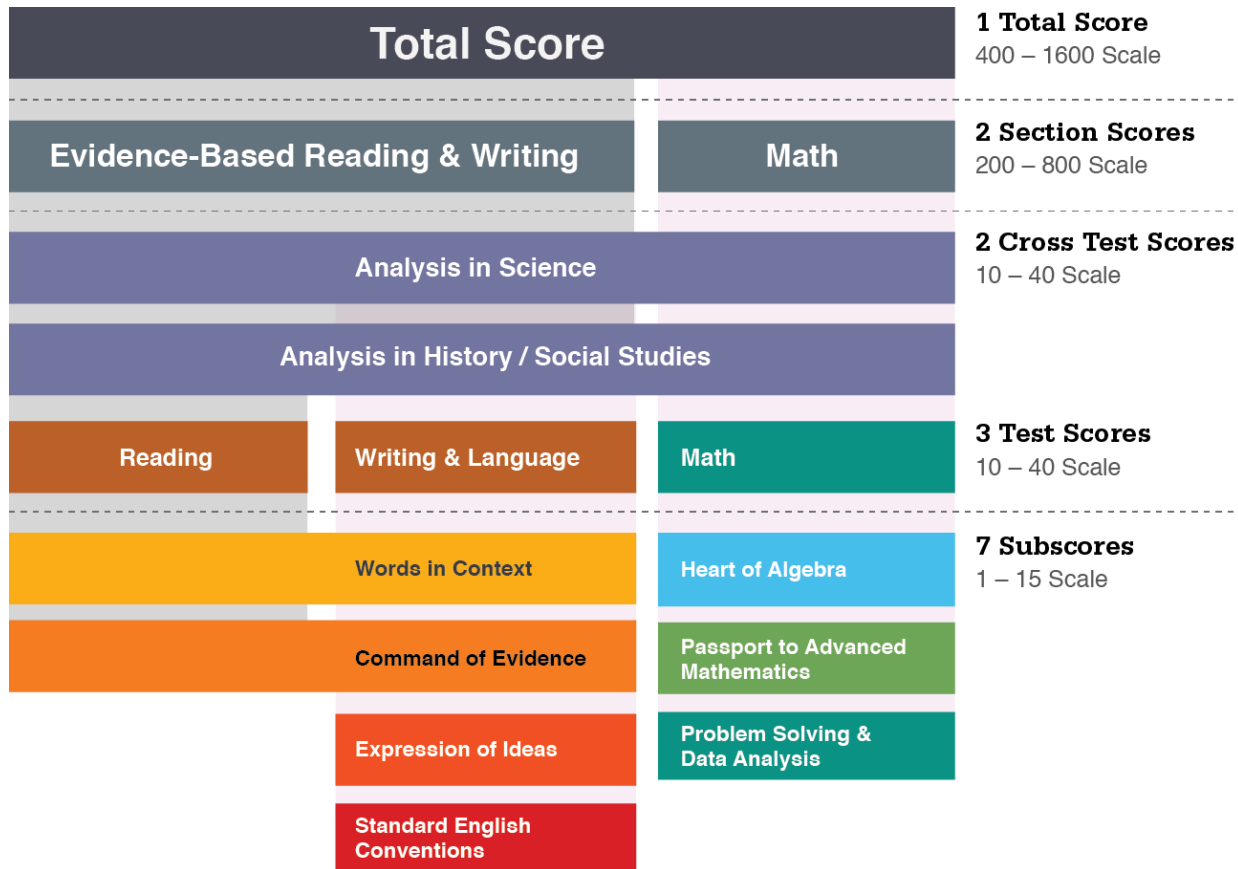 Total Score
1 Total Score
400 – 1600 Scale
Evidence-Based Reading & Writing
Math
2 Section Scores
200 – 800 Scale
Analysis in Science
2 Cross Test Scores
10 – 40 Scale
Analysis in History / Social Studies
Reading
Writing & Language
Math
3 Test Scores
10 – 40 Scale
Words in Context
Heart of Algebra
7 Subscores
1 – 15 Scale
Command of Evidence
Passport to Advanced
Mathematics
Expression of Ideas
Problem Solving &
Data Analysis
Standard English
Conventions